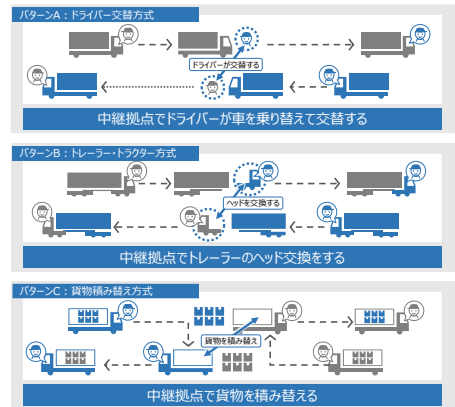 パターンA：ドライバー交替方式
ドライバーが交替する
中継拠点でドライバーが車を乗り替えて交替する
パターンB：トレーラー・トラクター方式
ヘッドを交換する
中継拠点でトレーラーのヘッド交換をする
パターンC：貨物積み替え方式
貨物を積み替え
中継拠点で貨物を積み替える